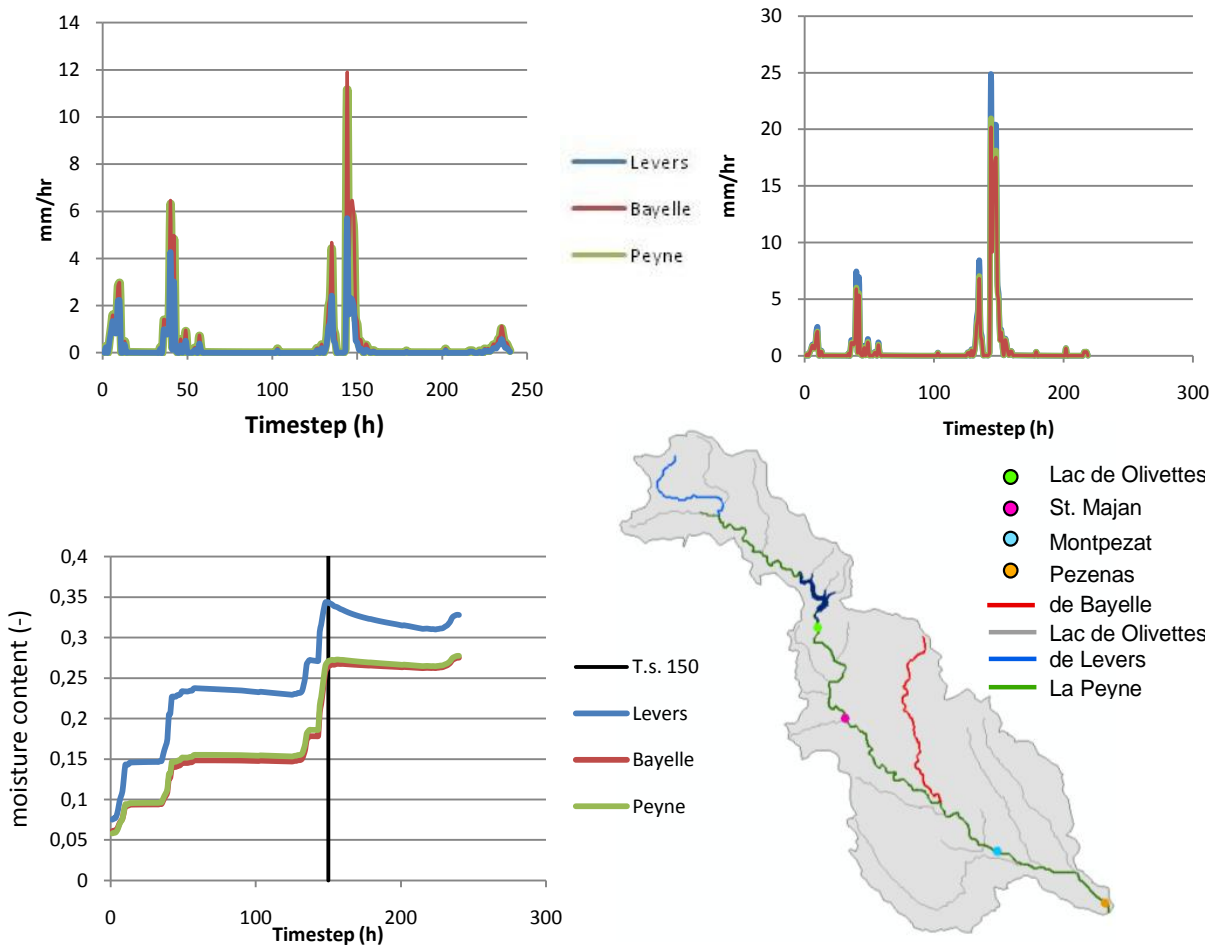 14
12
10
8
6
4
2
0
mm/hr
0 50 100 150 200 250
Timestep (h)
Levers
Bayelle
Peyne
30
25
20
15
10
5
0
mm/hr
0 100 200 300
Timestep (h)
0,4
0,35
0,3
0,25
0,2
0,15
0,1
0,05
0
moisture content (-)
0 100 200 300
Timestep (h)
T.s. 150
Levers
Bayelle
Peyne
Lac de Olivettes
St. Majan
Montpezat
Pezenas
de Bayelle
Lac de Olivettes
de Levers
La Peyne